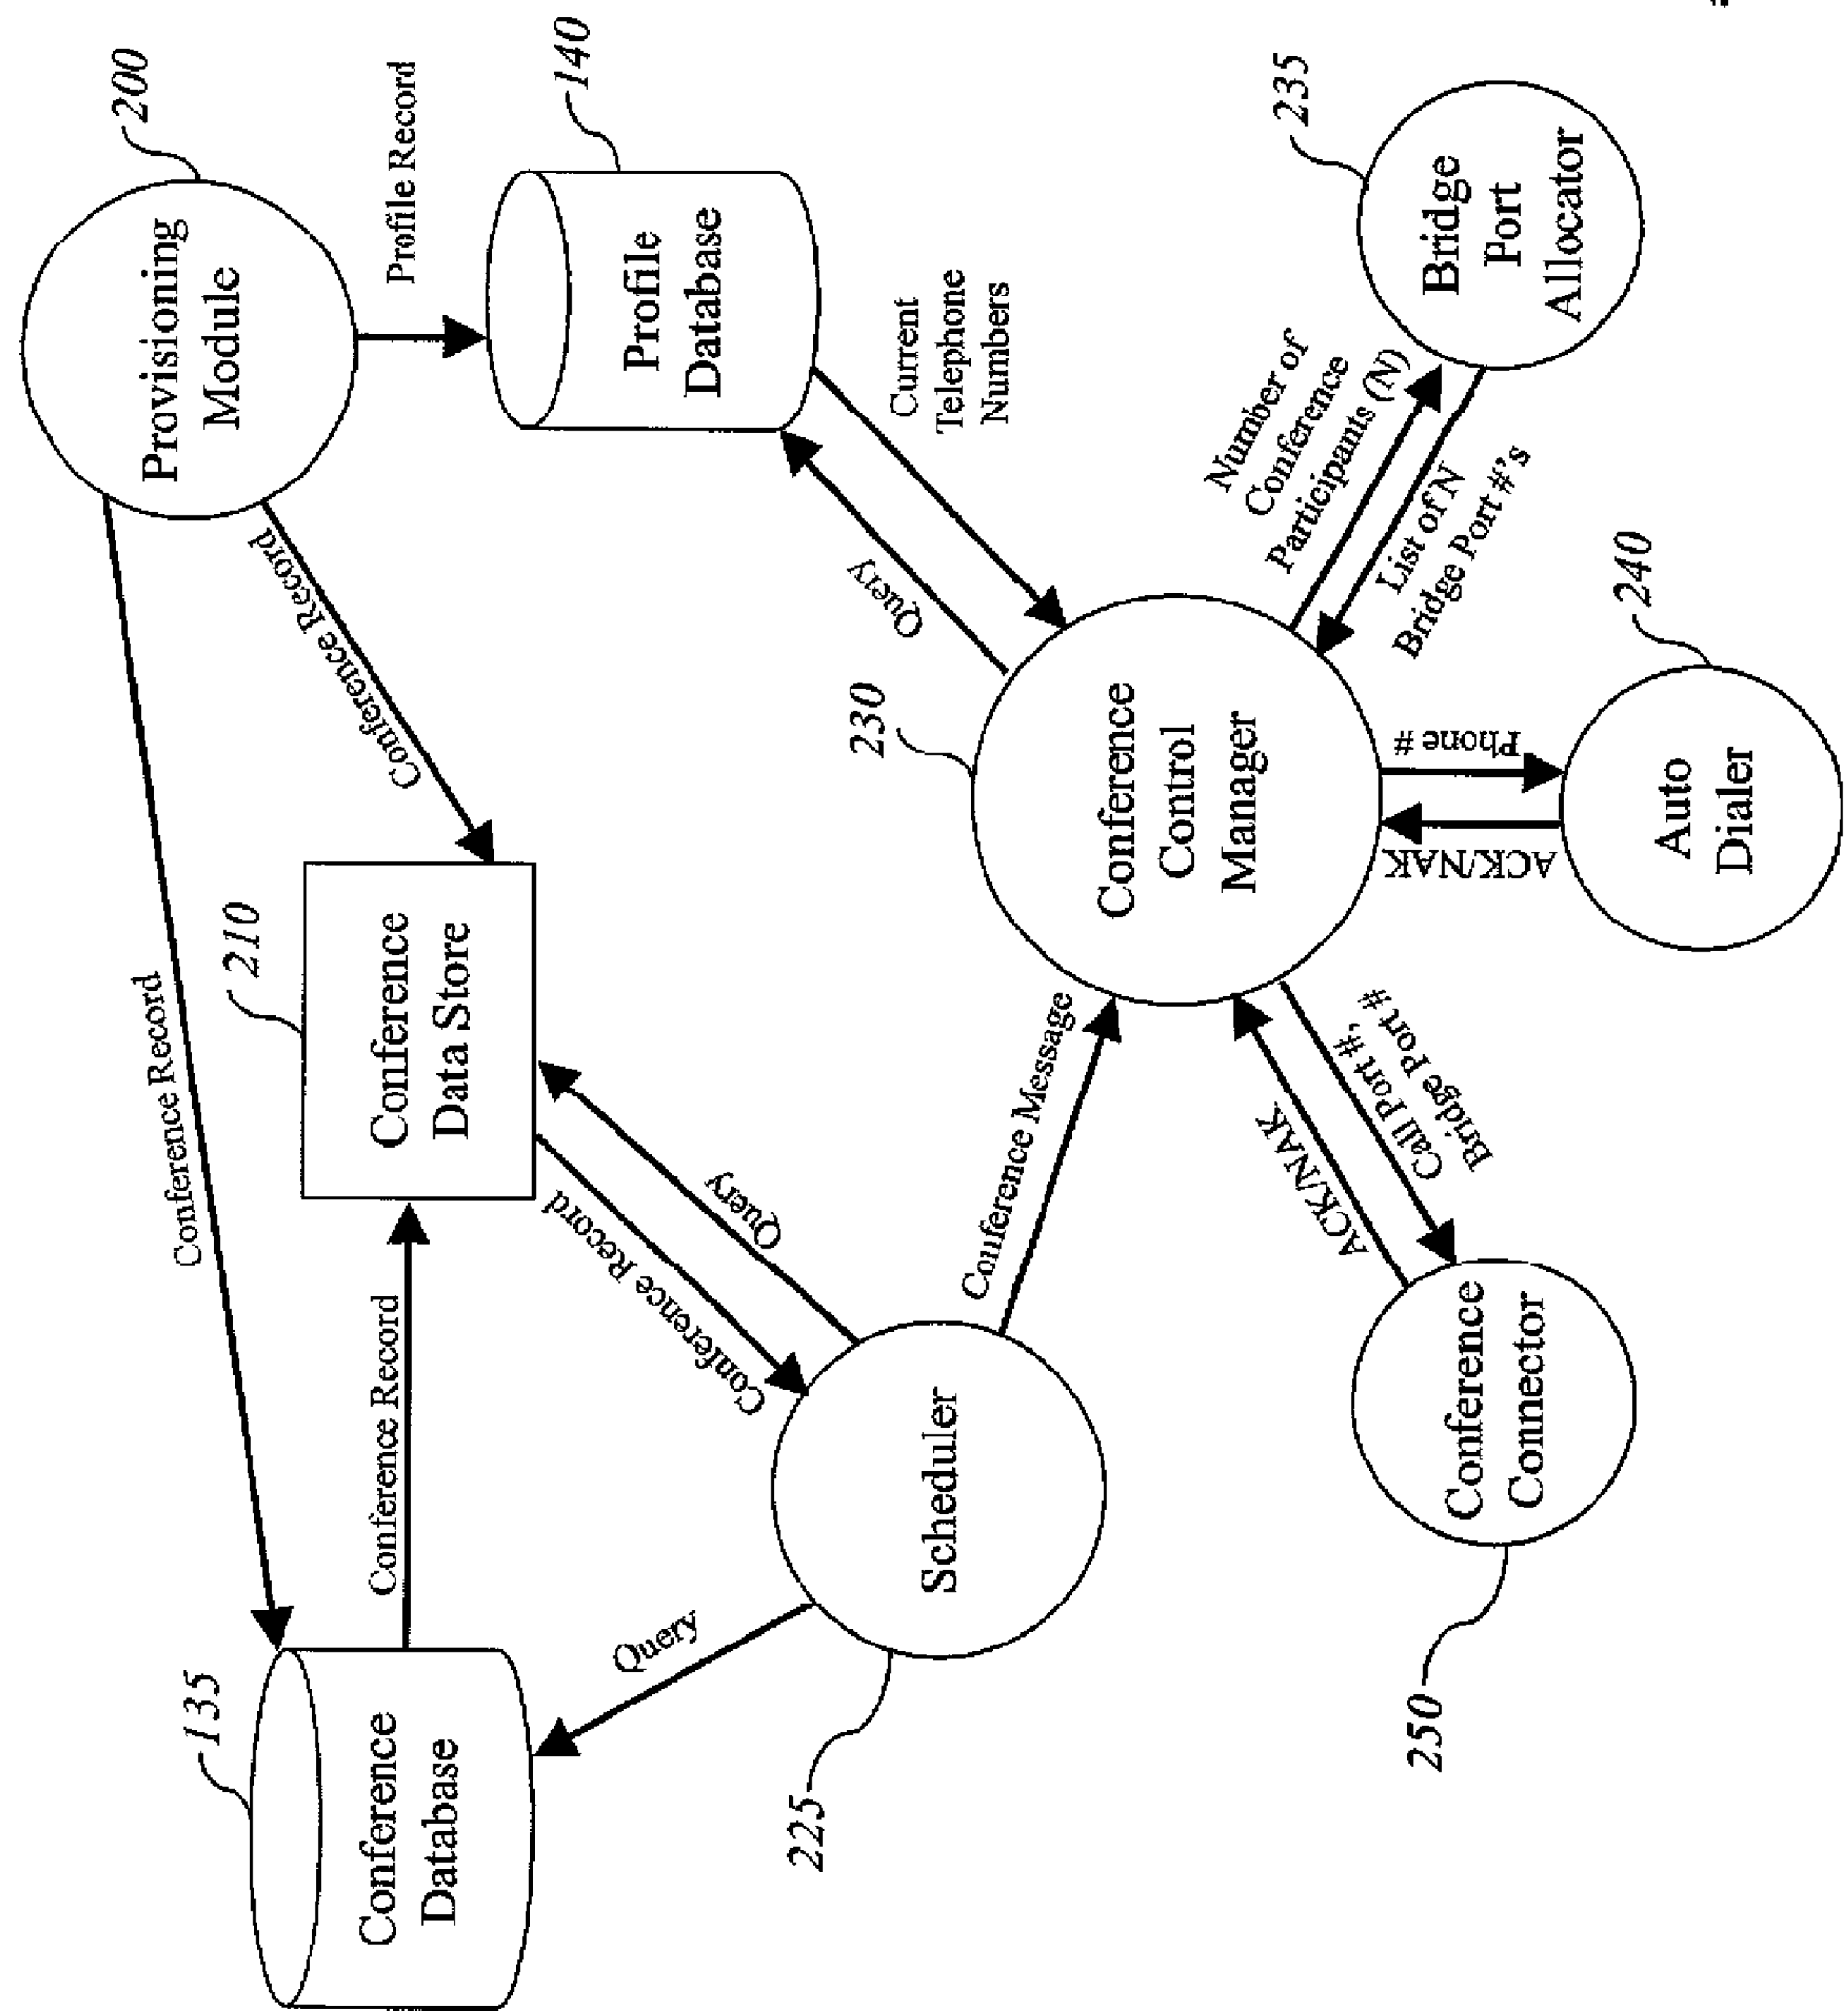 135
Conference
Database
Conference Record
Conference Record
210
Conference
Data Store
Conference Record
200
Provisioning
Module
Profile Record
140
Profile
Database
Query
Conference Record
Query
225
Scheduler
Conference Message
Query
Current
Telephone
Numbers
230
Conference
Control
Manager
250
Conference
Connector
ACK/NAK
Call Port #,
Bridge Port #
ACK/NAK
Phone #
240
Auto
Dialer
Number of
Conference
Participants (N)
List of N
Bridge Port #'s
235
Bridge
Port
Allocator